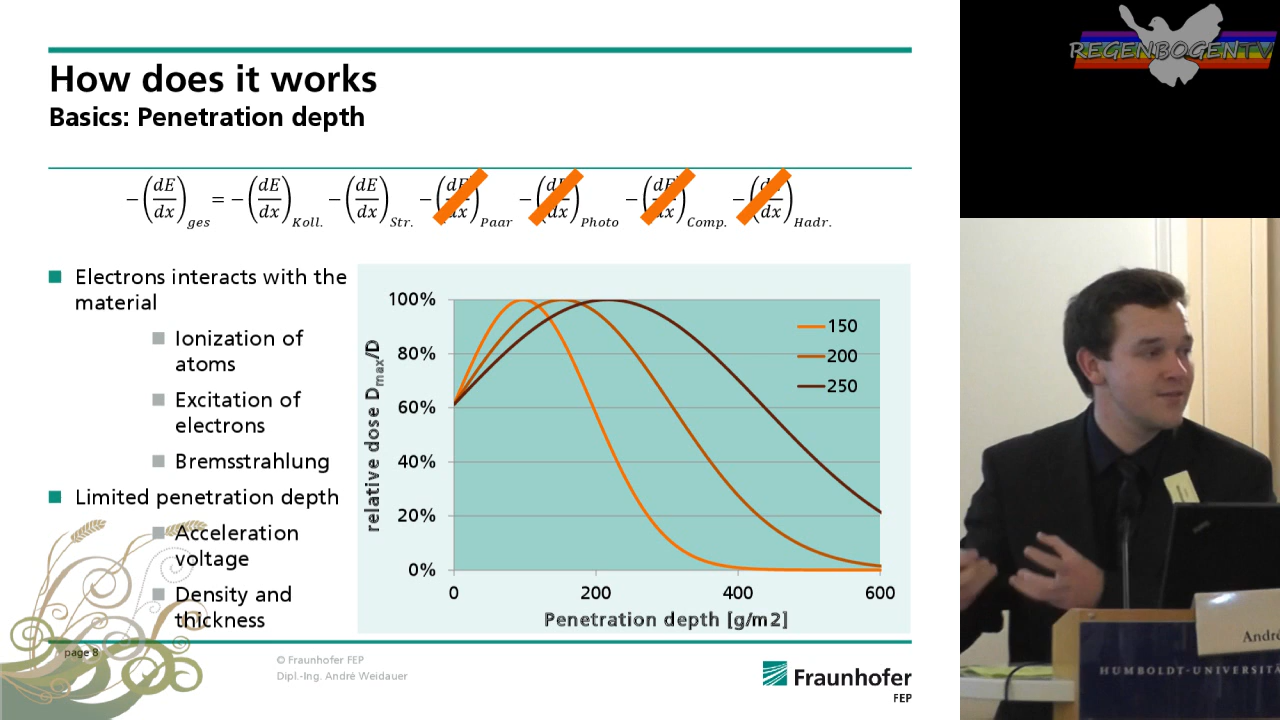 REGENBOGENTV
How does it works
Basics: Penetration depth
−(dE/dx)ges = −(dE/dx)Koll. −(dE/dx)Str. −(dE/dx)Paar −(dE/dx)Photo −(dE/dx)Comp. −(dE/dx)Hadr.
Electrons interacts with the
material
Ionization of
atoms
Excitation of
electrons
Bremsstrahlung
Limited penetration depth
Acceleration
voltage
Density and
thickness
relative dose Dmax/D
100%
80%
60%
40%
20%
0%
0 200 400 600
Penetration depth [g/m2]
150
200
250
page 8
© Fraunhofer FEP
Dipl.-Ing. André Weidauer
Fraunhofer
FEP
André
HUMBOLDT-UNIVERSITÄ